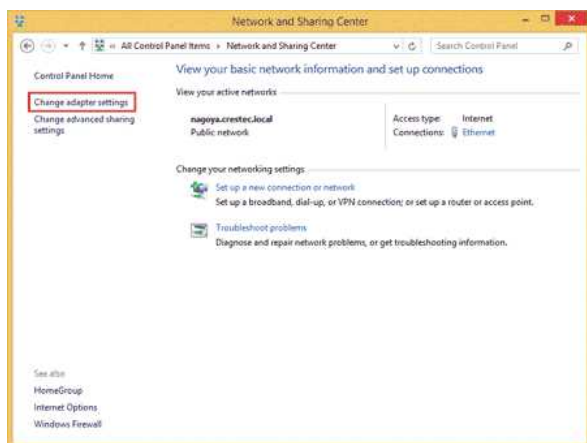 Network and Sharing Center
« All Control Panel Items ▸ Network and Sharing Center
Search Control Panel
Control Panel Home
Change adapter settings
Change advanced sharing
settings
View your basic network information and set up connections
View your active networks
nagoya.crestec.local
Public network
Access type: Internet
Connections: Ethernet
Change your networking settings
Set up a new connection or network
Set up a broadband, dial-up, or VPN connection; or set up a router or access point.
Troubleshoot problems
Diagnose and repair network problems, or get troubleshooting information.
See also
HomeGroup
Internet Options
Windows Firewall